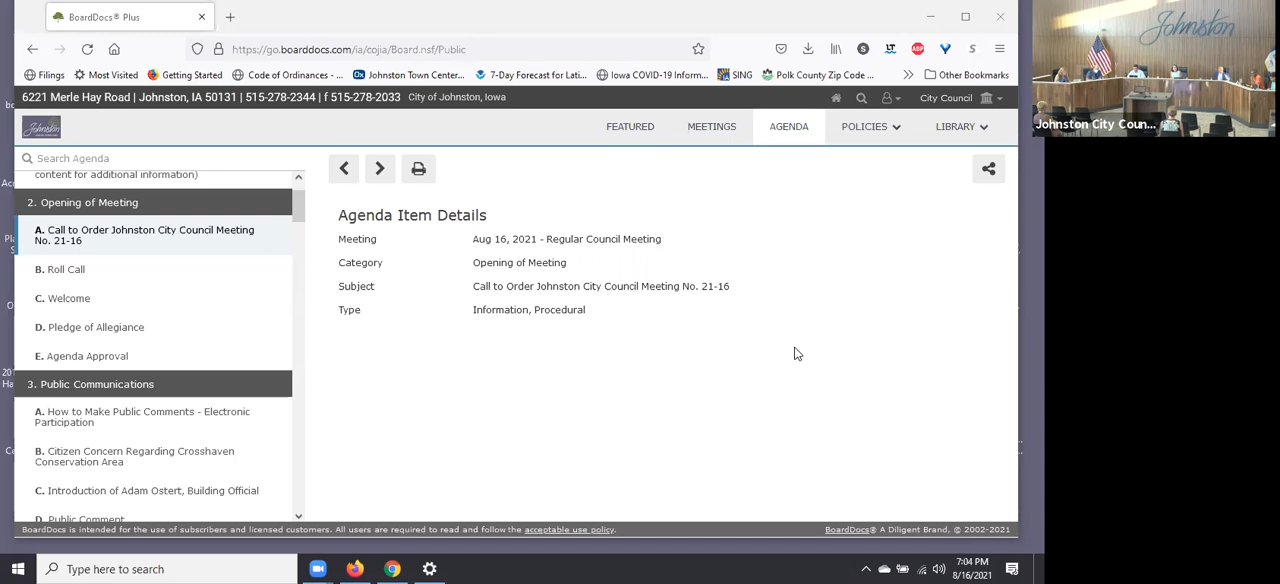 BoardDocs® Plus
https://go.boarddocs.com/ia/cojia/Board.nsf/Public
Filings Most Visited Getting Started Code of Ordinances - ... Johnston Town Center... 7-Day Forecast for Lati... Iowa COVID-19 Inform... SING Polk County Zip Code ... Other Bookmarks
6221 Merle Hay Road | Johnston, IA 50131 | 515-278-2344 | f 515-278-2033 City of Johnston, Iowa
City Council
Johnston
FEATURED MEETINGS AGENDA POLICIES LIBRARY
Search Agenda
content for additional information)
2. Opening of Meeting
A. Call to Order Johnston City Council Meeting
No. 21-16
B. Roll Call
C. Welcome
D. Pledge of Allegiance
E. Agenda Approval
3. Public Communications
A. How to Make Public Comments - Electronic
Participation
B. Citizen Concern Regarding Crosshaven
Conservation Area
C. Introduction of Adam Ostert, Building Official
D. Public Comment
Agenda Item Details
Meeting Aug 16, 2021 - Regular Council Meeting
Category Opening of Meeting
Subject Call to Order Johnston City Council Meeting No. 21-16
Type Information, Procedural
BoardDocs is intended for the use of subscribers and licensed customers. All users are required to read and follow the acceptable use policy.
BoardDocs® A Diligent Brand, © 2002-2021
Johnston
Johnston City Coun...
Type here to search
7:04 PM
8/16/2021